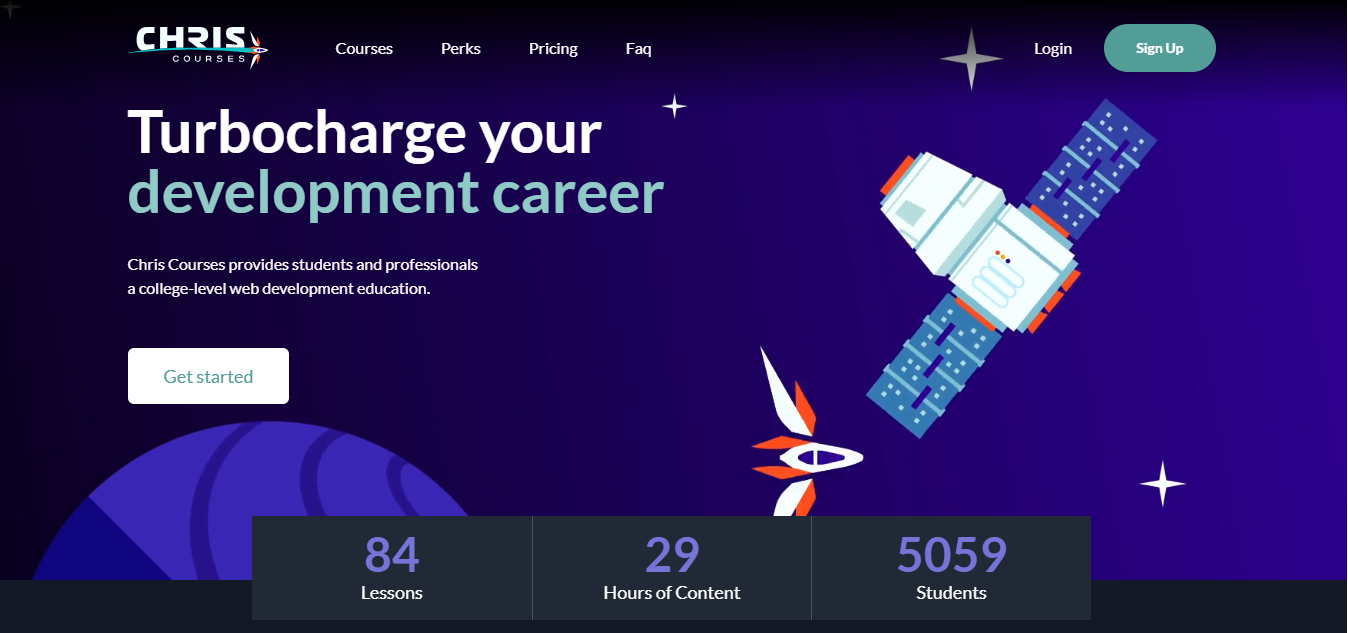 CHRIS
COURSES
Courses
Perks
Pricing
Faq
Login
Sign Up
Turbocharge your
development career
Chris Courses provides students and professionals
a college-level web development education.
Get started
84
Lessons
29
Hours of Content
5059
Students